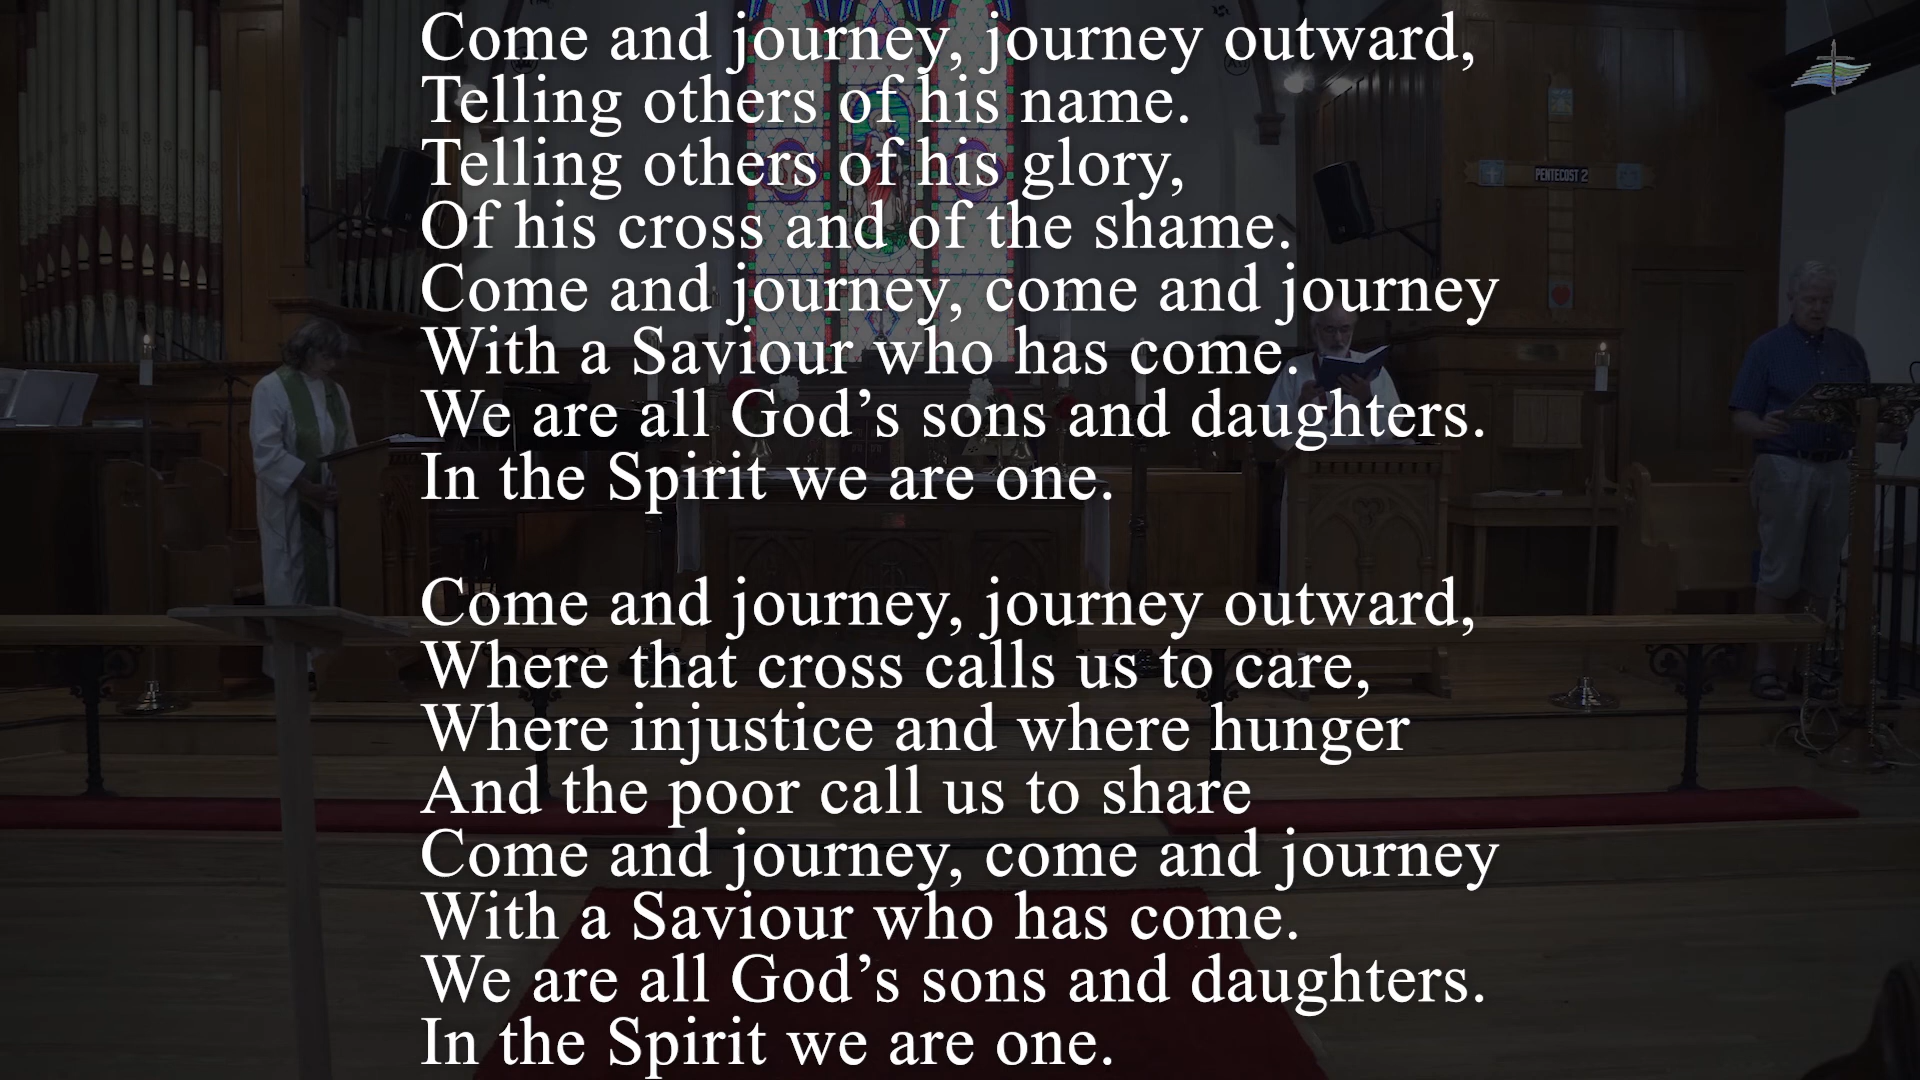 Come and journey, journey outward,
Telling others of his name.
Telling others of his glory,
Of his cross and of the shame.
Come and journey, come and journey
With a Saviour who has come.
We are all God’s sons and daughters.
In the Spirit we are one.
Come and journey, journey outward,
Where that cross calls us to care,
Where injustice and where hunger
And the poor call us to share
Come and journey, come and journey
With a Saviour who has come.
We are all God’s sons and daughters.
In the Spirit we are one.
PENTECOST 2